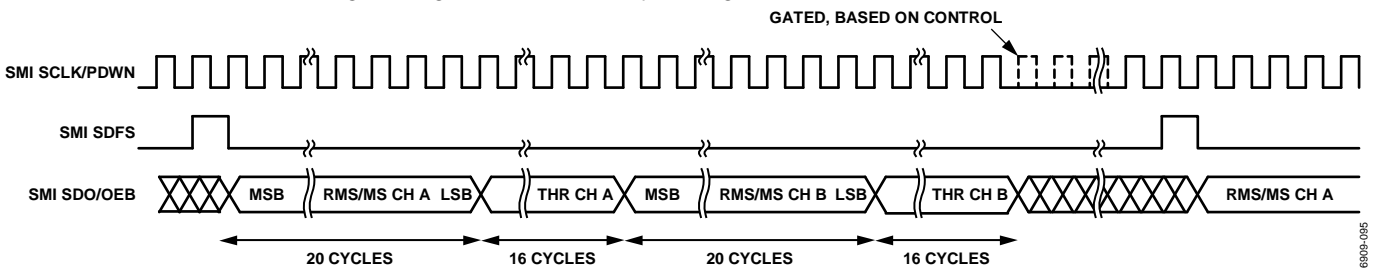 GATED, BASED ON CONTROL
SMI SCLK/PDWN
SMI SDFS
SMI SDO/OEB
MSB
RMS/MS CH A LSB
THR CH A
MSB
RMS/MS CH B LSB
THR CH B
RMS/MS CH A
20 CYCLES
16 CYCLES
20 CYCLES
16 CYCLES
6909-095